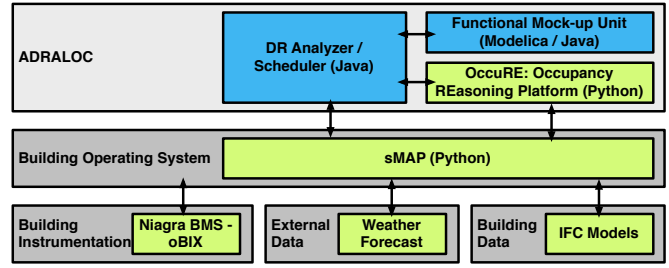 ADRALOC
DR Analyzer /
Scheduler (Java)
Functional Mock-up Unit
(Modelica / Java)
OccuRE: Occupancy
REasoning Platform (Python)
Building Operating System
sMAP (Python)
Building
Instrumentation
Niagra BMS -
oBIX
External
Data
Weather
Forecast
Building
Data
IFC Models